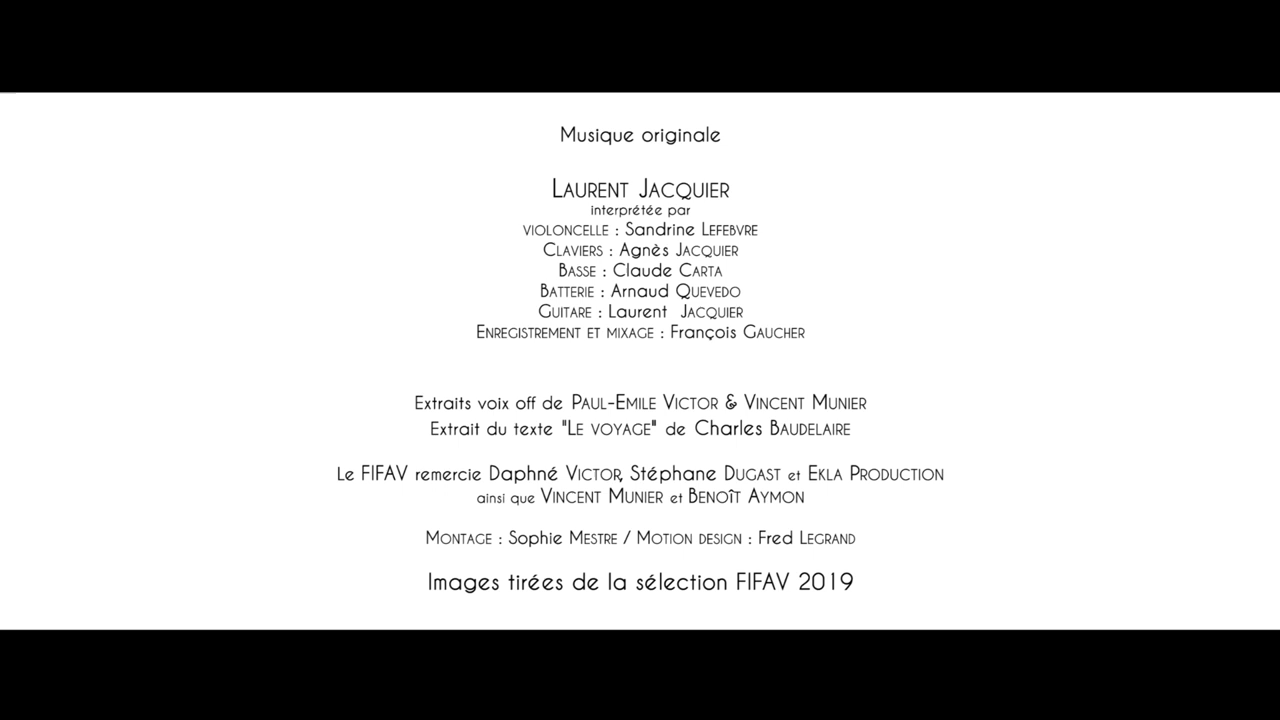 Musique originale
LAURENT JACQUIER
interprétée par
VIOLONCELLE : Sandrine LEFEBVRE
CLAVIERS : Agnès JACQUIER
BASSE : Claude CARTA
BATTERIE : Arnaud QUEVEDO
GUITARE : Laurent JACQUIER
ENREGISTREMENT ET MIXAGE : François GAUCHER
Extraits voix off de PAUL-EMILE VICTOR & VINCENT MUNIER
Extrait du texte "LE VOYAGE" de Charles BAUDELAIRE
Le FIFAV remercie Daphné VICTOR, Stéphane DUGAST et EKLA PRODUCTION
ainsi que VINCENT MUNIER et BENOÎT AYMON
MONTAGE : Sophie MESTRE / MOTION DESIGN : Fred LEGRAND
Images tirées de la sélection FIFAV 2019